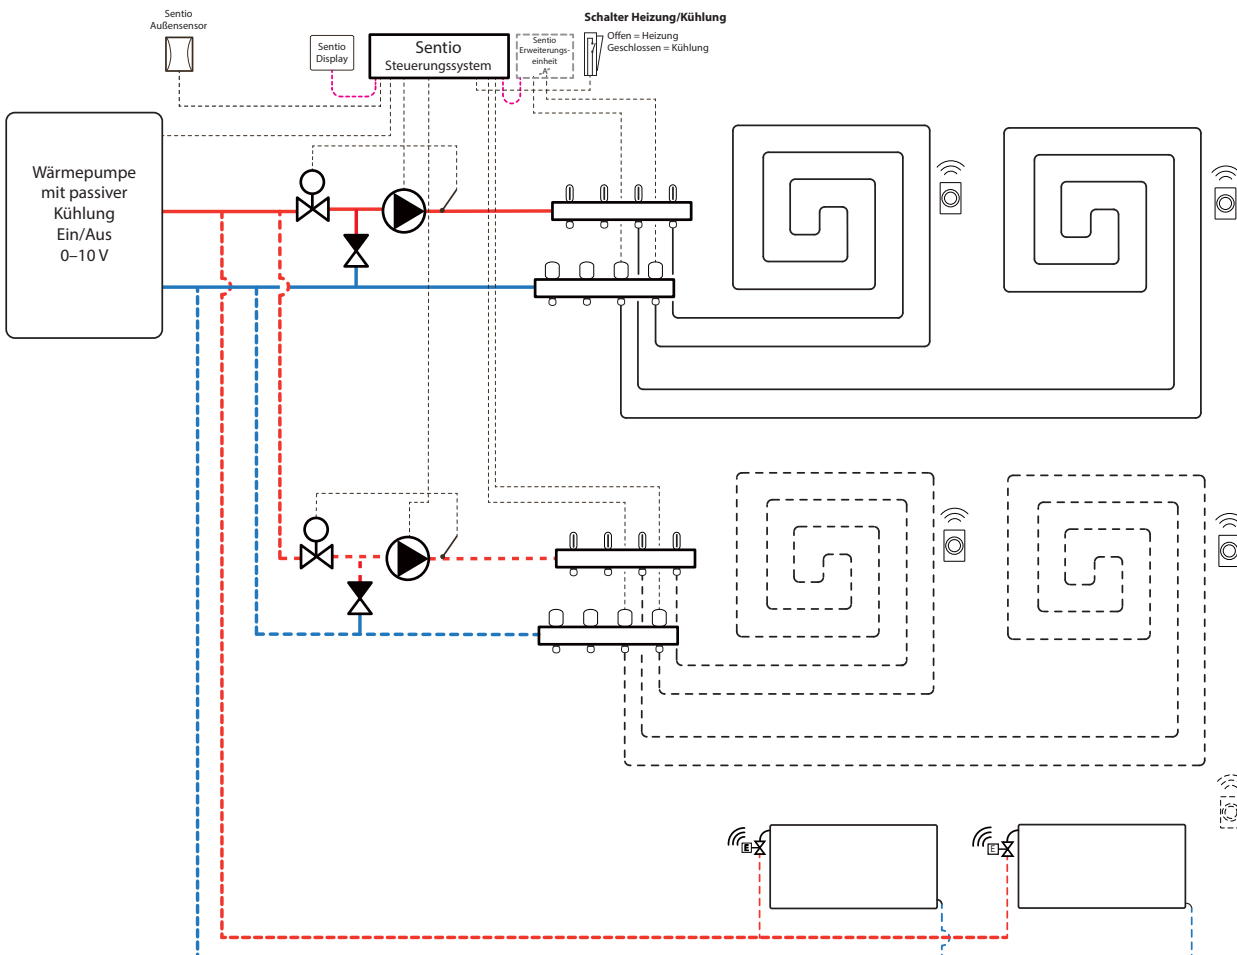 Sentio
Außensensor
Sentio
Display
Sentio
Steuerungssystem
Sentio
Erweiterungs-
einheit
„A“
Schalter Heizung/Kühlung
Offen = Heizung
Geschlossen = Kühlung
Wärmepumpe
mit passiver
Kühlung
Ein/Aus
0–10 V
E
E